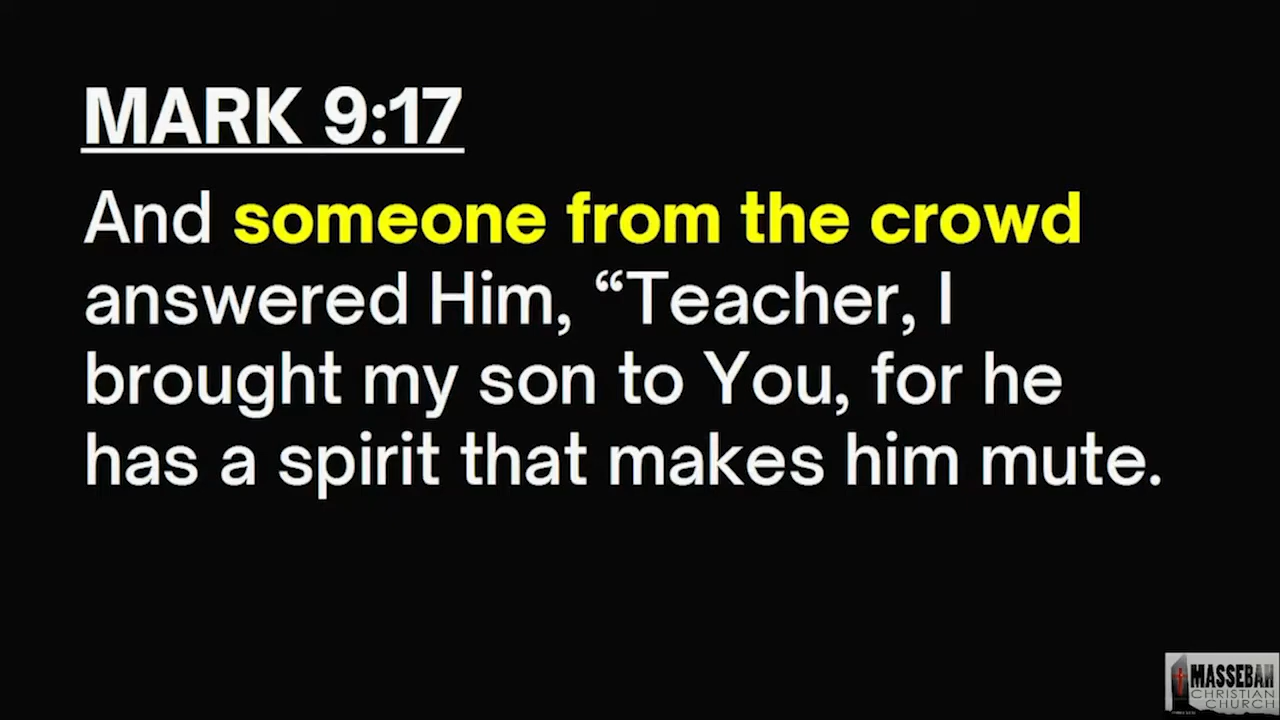 MARK 9:17
And someone from the crowd
answered Him, “Teacher, I
brought my son to You, for he
has a spirit that makes him mute.
MASSEBAH
CHRISTIAN
CHURCH